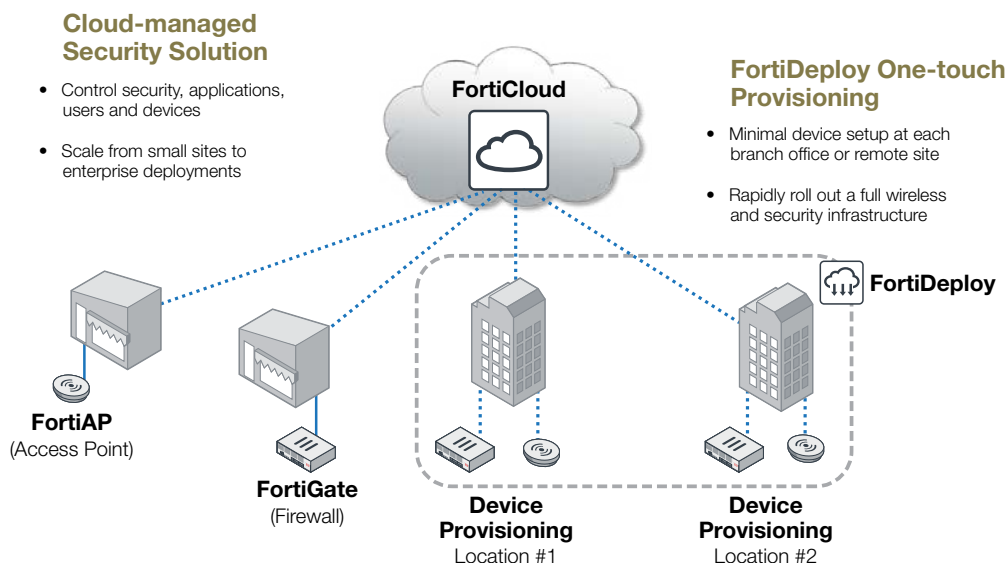 Cloud-managed
Security Solution
• Control security, applications,
users and devices
• Scale from small sites to
enterprise deployments
FortiCloud
FortiDeploy One-touch
Provisioning
• Minimal device setup at each
branch office or remote site
• Rapidly roll out a full wireless
and security infrastructure
FortiDeploy
FortiAP
(Access Point)
FortiGate
(Firewall)
Device
Provisioning
Location #1
Device
Provisioning
Location #2